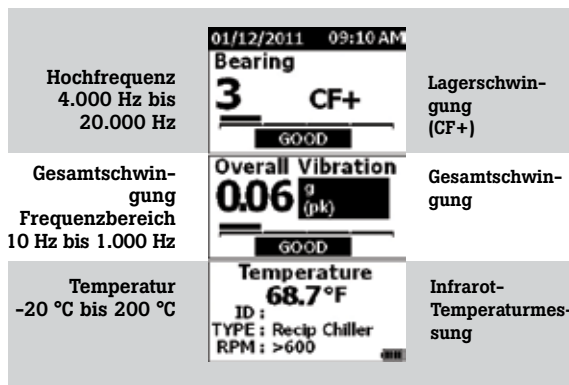 Hochfrequenz
4.000 Hz bis
20.000 Hz
01/12/2011 09:10 AM
Bearing
3 CF+
GOOD
Lagerschwin-
gung
(CF+)
Gesamtschwin-
gung
Frequenzbereich
10 Hz bis 1.000 Hz
Overall Vibration
0.06 g
(pk)
GOOD
Gesamtschwin-
gung
Temperatur
-20 °C bis 200 °C
Temperature
68.7°F
ID :
TYPE : Recip Chiller
RPM : >600
Infrarot-
Temperaturmes-
sung